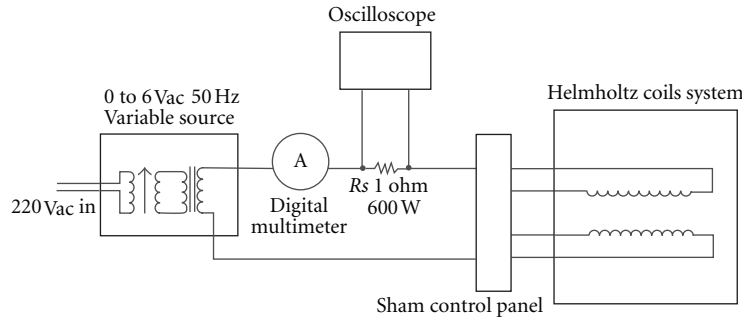 Oscilloscope
0 to 6 Vac 50 Hz
Variable source
Helmholtz coils system
A
220 Vac in
Digital
multimeter
Rs 1 ohm
600 W
Sham control panel